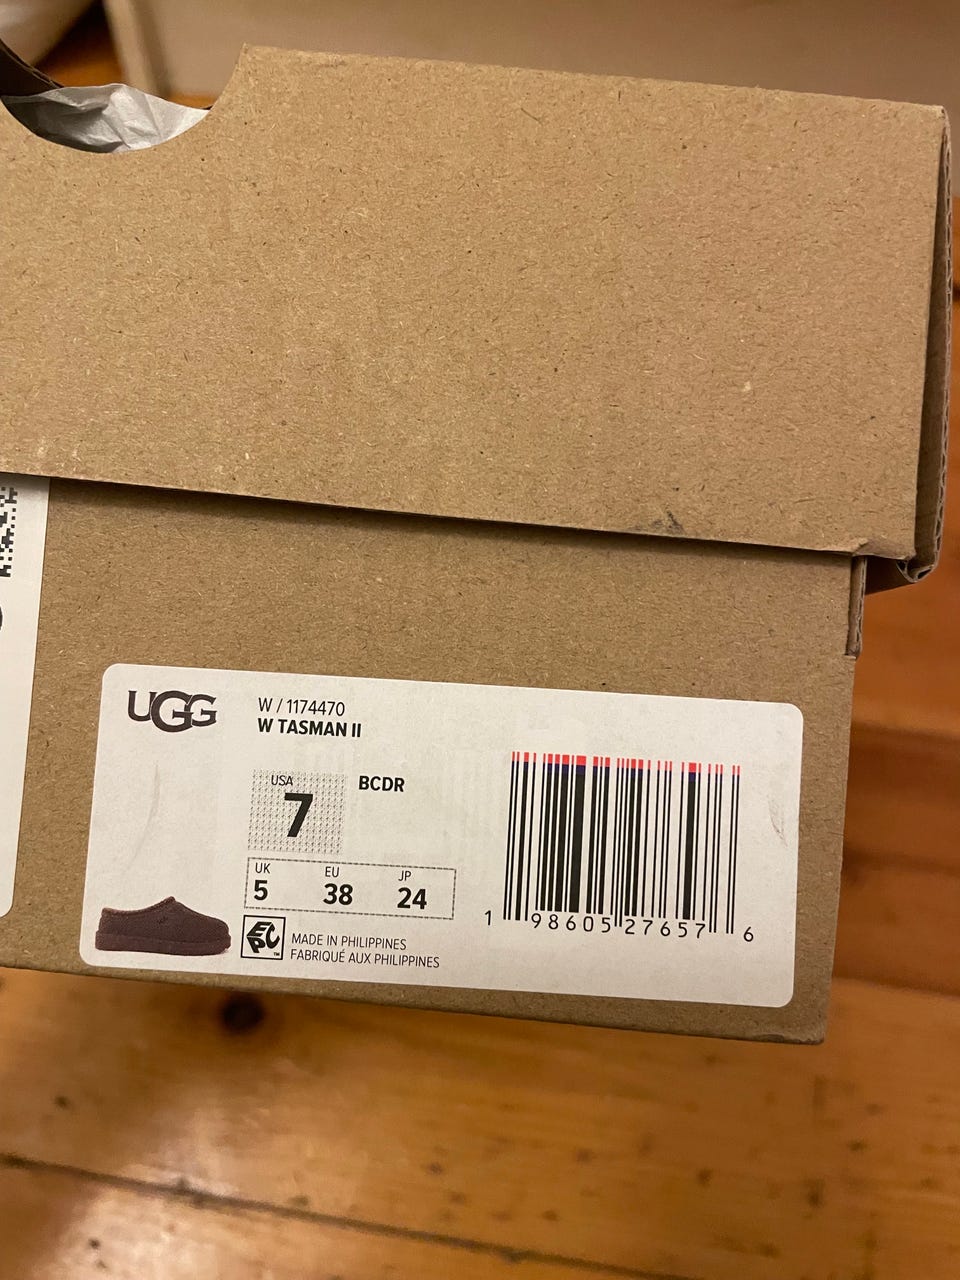 UGG
W / 1174470
W TASMAN II
USA
7
BCDR
UK EU JP
5 38 24
EPC™
MADE IN PHILIPPINES
FABRIQUÉ AUX PHILIPPINES
1 98605 27657 6